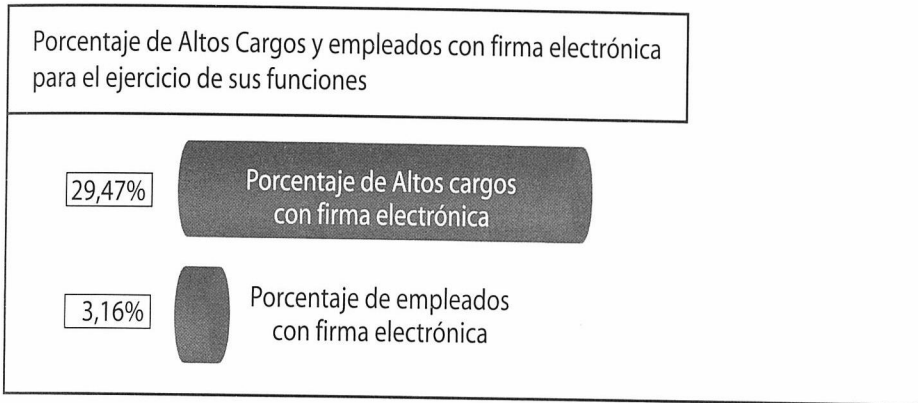 Porcentaje de Altos Cargos y empleados con firma electrónica
para el ejercicio de sus funciones
29,47%
Porcentaje de Altos cargos
con firma electrónica
3,16%
Porcentaje de empleados
con firma electrónica